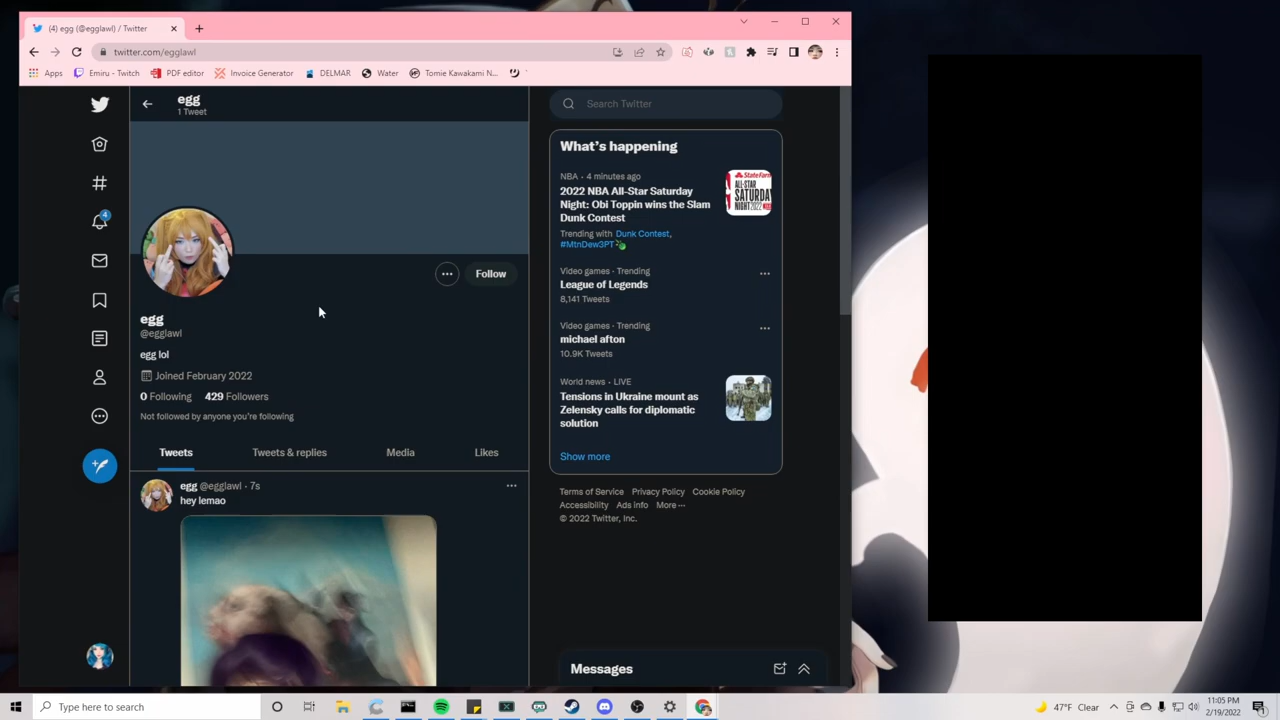 (4) egg (@egglawl) / Twitter
twitter.com/egglawl
Apps
Emiru - Twitch
PDF editor
Invoice Generator
DELMAR
Water
Tomie Kawakami N...
egg
1 Tweet
Follow
egg
@egglawl
egg lol
Joined February 2022
0 Following 429 Followers
Not followed by anyone you're following
Tweets
Tweets & replies
Media
Likes
egg @egglawl · 7s
hey lemao
Search Twitter
What's happening
NBA · 4 minutes ago
2022 NBA All-Star Saturday
Night: Obi Toppin wins the Slam
Dunk Contest
Trending with Dunk Contest,
#MtnDew3PT
Video games · Trending
League of Legends
8,141 Tweets
Video games · Trending
michael afton
10.9K Tweets
World news · LIVE
Tensions in Ukraine mount as
Zelensky calls for diplomatic
solution
Show more
Terms of Service Privacy Policy Cookie Policy
Accessibility Ads info More ···
© 2022 Twitter, Inc.
Messages
4
Type here to search
47°F Clear
11:05 PM
2/19/2022